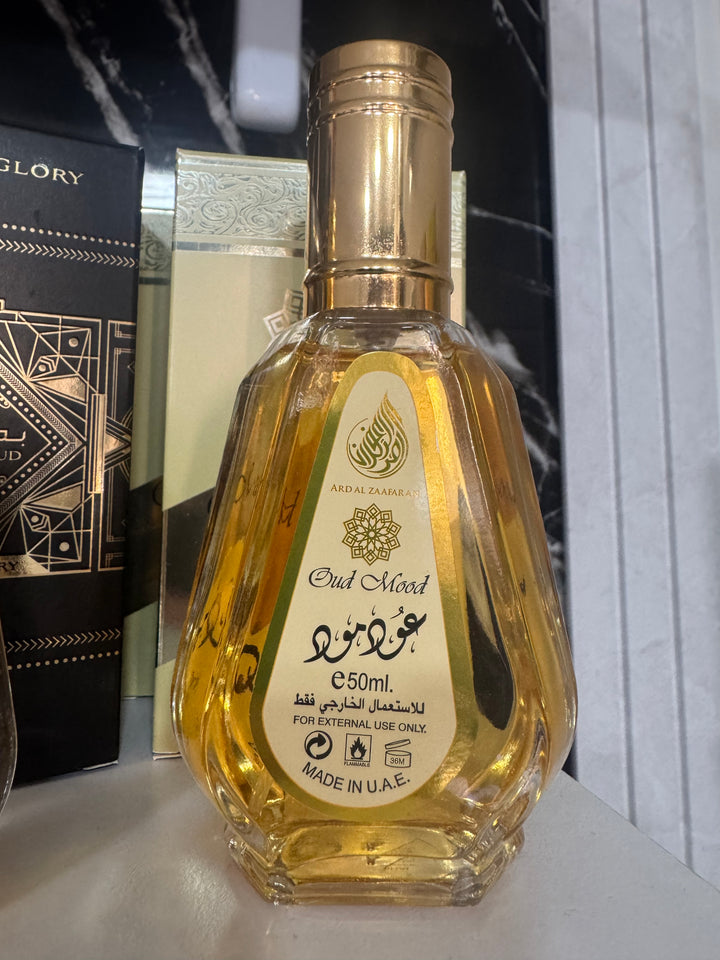 GLORY
ARD AL ZAAFARAN
Oud Mood
عُود مود
e50ml.
للاستعمال الخارجي فقط
FOR EXTERNAL USE ONLY.
FLAMMABLE
36M
MADE IN U.A.E.